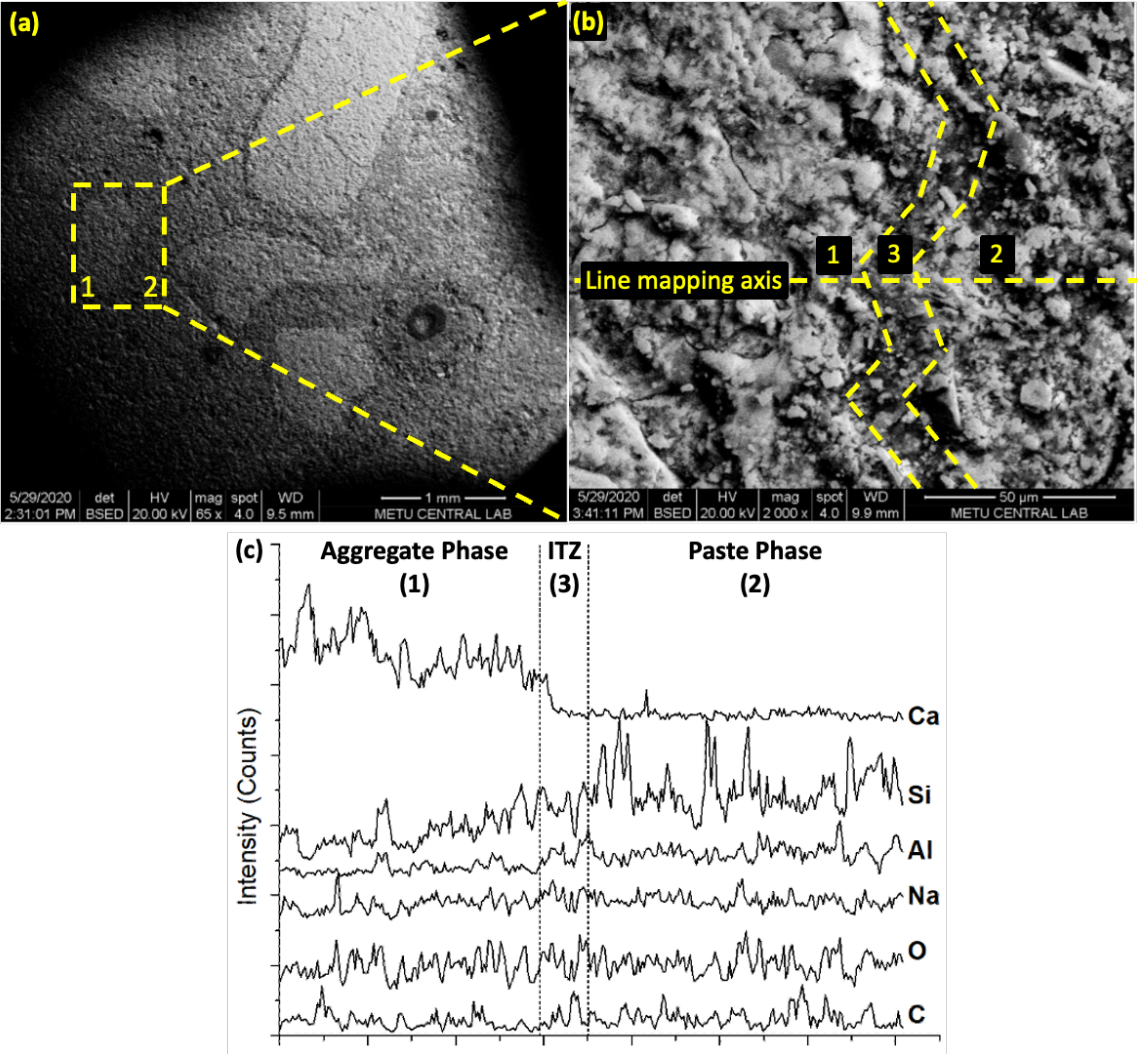 (a)
1 2
5/29/2020 det HV mag spot WD 1 mm
2:31:01 PM BSED 20.00 kV 65 x 4.0 9.5 mm METU CENTRAL LAB
(b)
1 3 2
Line mapping axis
5/29/2020 det HV mag spot WD 50 µm
3:41:11 PM BSED 20.00 kV 2 000 x 4.0 9.9 mm METU CENTRAL LAB
(c) Aggregate Phase ITZ Paste Phase
(1) (3) (2)
Intensity (Counts)
Ca
Si
Al
Na
O
C